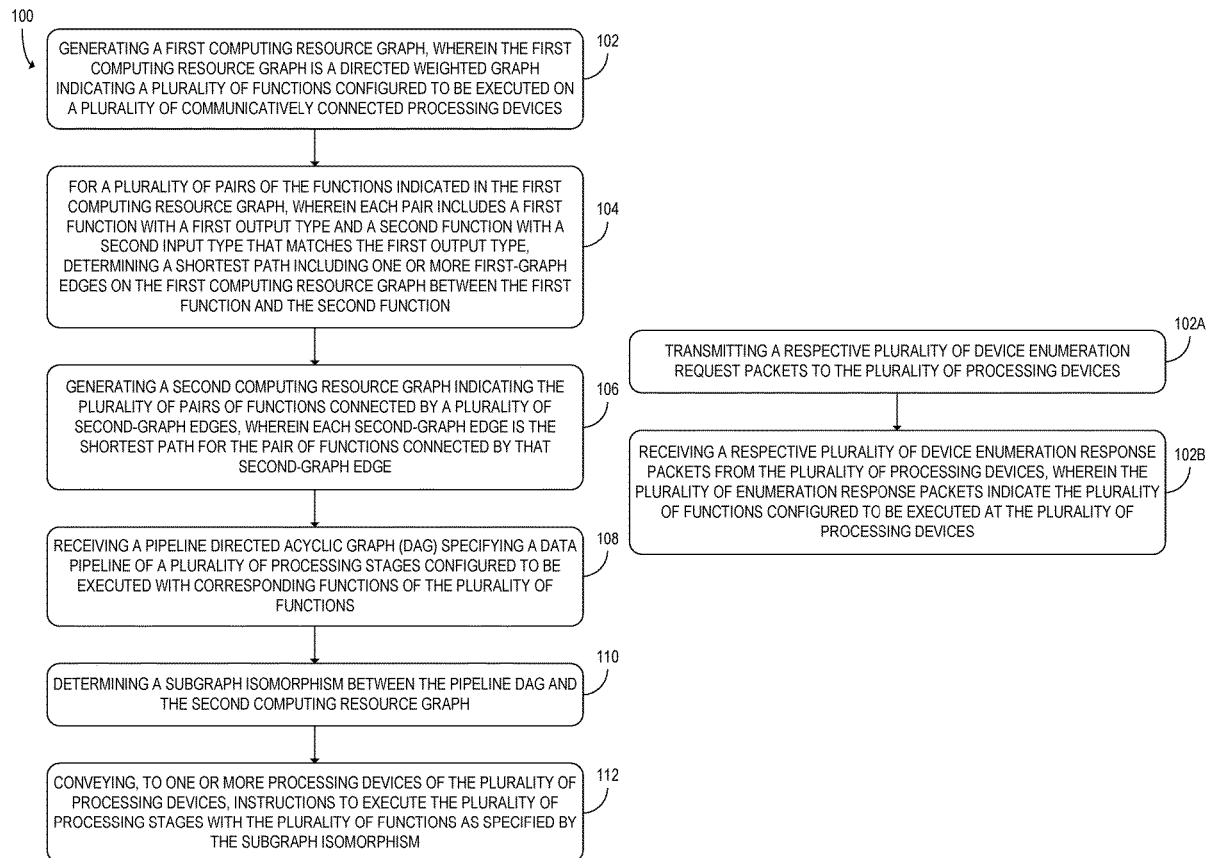 100
GENERATING A FIRST COMPUTING RESOURCE GRAPH, WHEREIN THE FIRST
COMPUTING RESOURCE GRAPH IS A DIRECTED WEIGHTED GRAPH
INDICATING A PLURALITY OF FUNCTIONS CONFIGURED TO BE EXECUTED ON
A PLURALITY OF COMMUNICATIVELY CONNECTED PROCESSING DEVICES
102
FOR A PLURALITY OF PAIRS OF THE FUNCTIONS INDICATED IN THE FIRST
COMPUTING RESOURCE GRAPH, WHEREIN EACH PAIR INCLUDES A FIRST
FUNCTION WITH A FIRST OUTPUT TYPE AND A SECOND FUNCTION WITH A
SECOND INPUT TYPE THAT MATCHES THE FIRST OUTPUT TYPE,
DETERMINING A SHORTEST PATH INCLUDING ONE OR MORE FIRST-GRAPH
EDGES ON THE FIRST COMPUTING RESOURCE GRAPH BETWEEN THE FIRST
FUNCTION AND THE SECOND FUNCTION
104
GENERATING A SECOND COMPUTING RESOURCE GRAPH INDICATING THE
PLURALITY OF PAIRS OF FUNCTIONS CONNECTED BY A PLURALITY OF
SECOND-GRAPH EDGES, WHEREIN EACH SECOND-GRAPH EDGE IS THE
SHORTEST PATH FOR THE PAIR OF FUNCTIONS CONNECTED BY THAT
SECOND-GRAPH EDGE
106
RECEIVING A PIPELINE DIRECTED ACYCLIC GRAPH (DAG) SPECIFYING A DATA
PIPELINE OF A PLURALITY OF PROCESSING STAGES CONFIGURED TO BE
EXECUTED WITH CORRESPONDING FUNCTIONS OF THE PLURALITY OF
FUNCTIONS
108
DETERMINING A SUBGRAPH ISOMORPHISM BETWEEN THE PIPELINE DAG AND
THE SECOND COMPUTING RESOURCE GRAPH
110
CONVEYING, TO ONE OR MORE PROCESSING DEVICES OF THE PLURALITY OF
PROCESSING DEVICES, INSTRUCTIONS TO EXECUTE THE PLURALITY OF
PROCESSING STAGES WITH THE PLURALITY OF FUNCTIONS AS SPECIFIED BY
THE SUBGRAPH ISOMORPHISM
112
TRANSMITTING A RESPECTIVE PLURALITY OF DEVICE ENUMERATION
REQUEST PACKETS TO THE PLURALITY OF PROCESSING DEVICES
102A
RECEIVING A RESPECTIVE PLURALITY OF DEVICE ENUMERATION RESPONSE
PACKETS FROM THE PLURALITY OF PROCESSING DEVICES, WHEREIN THE
PLURALITY OF ENUMERATION RESPONSE PACKETS INDICATE THE PLURALITY
OF FUNCTIONS CONFIGURED TO BE EXECUTED AT THE PLURALITY OF
PROCESSING DEVICES
102B